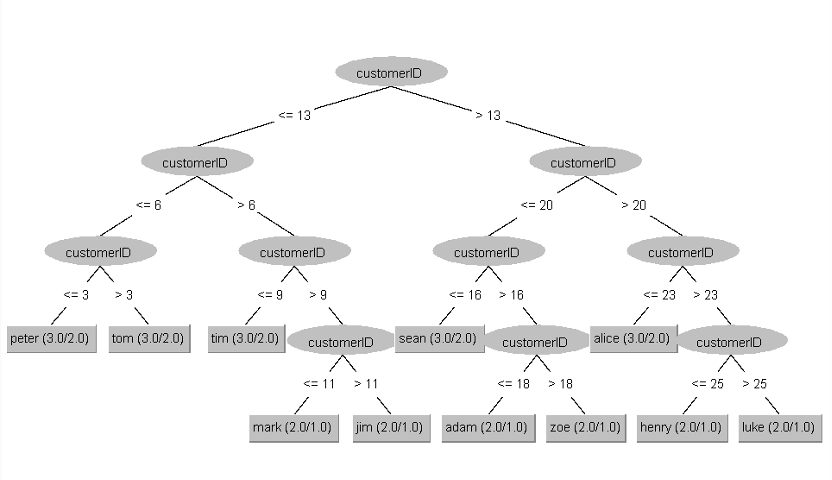 customerID
<= 13
> 13
customerID
customerID
<= 6
> 6
<= 20
> 20
customerID
customerID
customerID
customerID
<= 3
> 3
<= 9
> 9
<= 16
> 16
<= 23
> 23
peter (3.0/2.0)
tom (3.0/2.0)
tim (3.0/2.0)
customerID
sean (3.0/2.0)
customerID
alice (3.0/2.0)
customerID
<= 11
> 11
<= 18
> 18
<= 25
> 25
mark (2.0/1.0)
jim (2.0/1.0)
adam (2.0/1.0)
zoe (2.0/1.0)
henry (2.0/1.0)
luke (2.0/1.0)